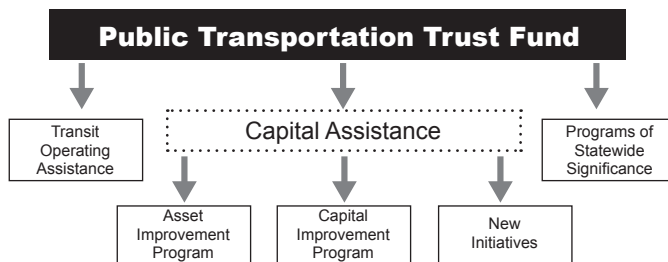 Public Transportation Trust Fund
Transit
Operating
Assistance
Capital Assistance
Programs of
Statewide
Significance
Asset
Improvement
Program
Capital
Improvement
Program
New
Initiatives